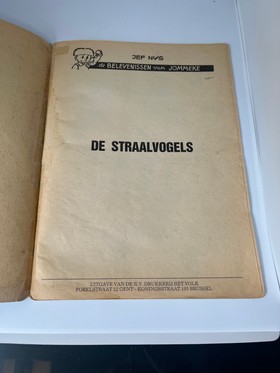 JEF NYS
de BELEVENISSEN van JOMMEKE
DE STRAALVOGELS
UITGAVE VAN DE N.V. DRUKKERIJ HET VOLK
FORELSTRAAT 22 GENT - KONINGSSTRAAT 105 BRUSSEL